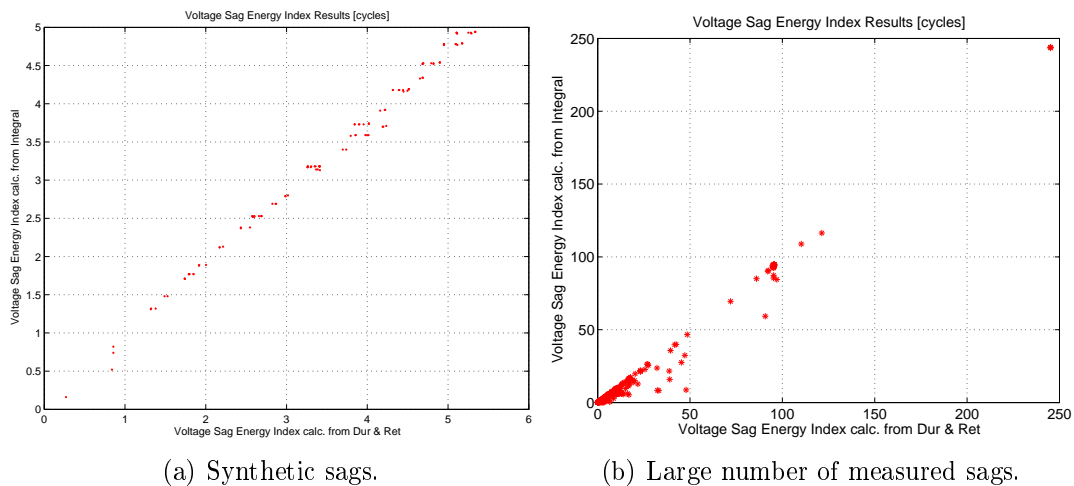 Voltage Sag Energy Index Results [cycles]
5
4.5
4
3.5
3
2.5
2
1.5
1
0.5
0
Voltage Sag Energy Index calc. from Integral
0 1 2 3 4 5 6
Voltage Sag Energy Index calc. from Dur & Ret
(a) Synthetic sags.
Voltage Sag Energy Index Results [cycles]
250
200
150
100
50
0
Voltage Sag Energy Index calc. from Integral
0 50 100 150 200 250
Voltage Sag Energy Index calc. from Dur & Ret
(b) Large number of measured sags.